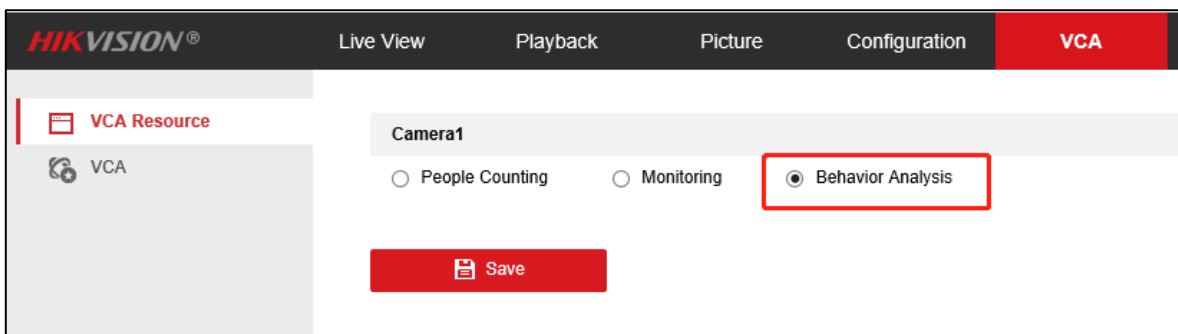 HIKVISION® Live View Playback Picture Configuration VCA
VCA Resource
VCA
Camera1
People Counting Monitoring Behavior Analysis
Save